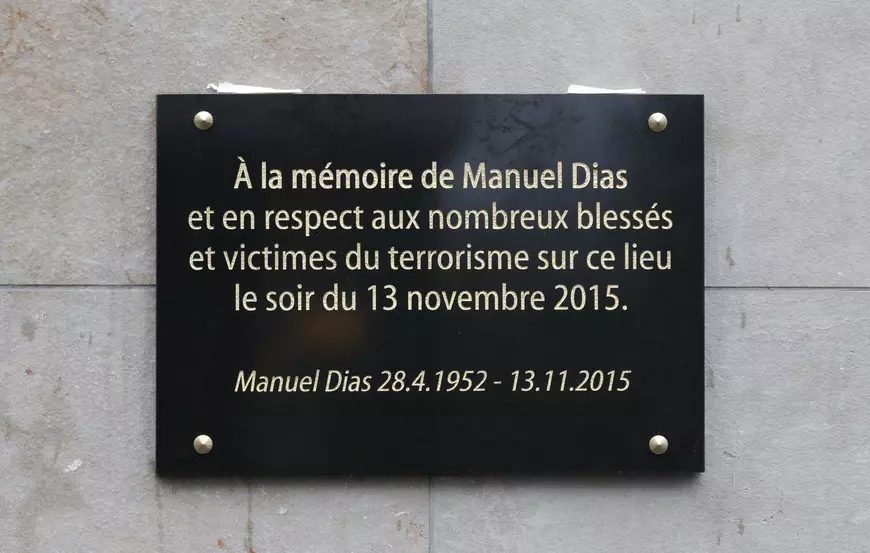 À la mémoire de Manuel Dias
et en respect aux nombreux blessés
et victimes du terrorisme sur ce lieu
le soir du 13 novembre 2015.
Manuel Dias 28.4.1952 - 13.11.2015